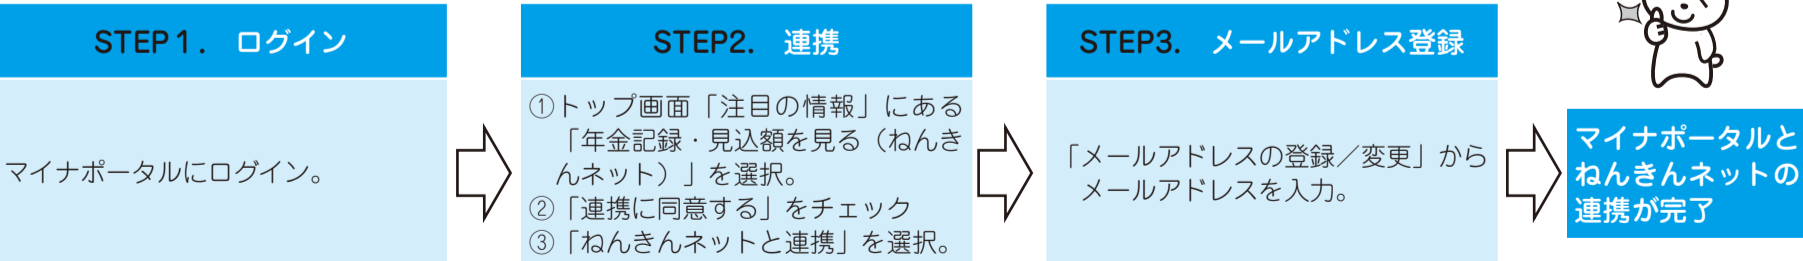 STEP1. ログイン
マイナポータルにログイン。
STEP2. 連携
①トップ画面「注目の情報」にある
「年金記録・見込額を見る（ねんき
んネット）」を選択。
②「連携に同意する」をチェック
③「ねんきんネットと連携」を選択。
STEP3. メールアドレス登録
「メールアドレスの登録／変更」から
メールアドレスを入力。
マイナポータルと
ねんきんネットの
連携が完了